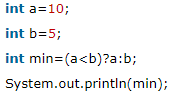 int a=10;
int b=5;
int min=(a<b)?a:b;
System.out.println(min);